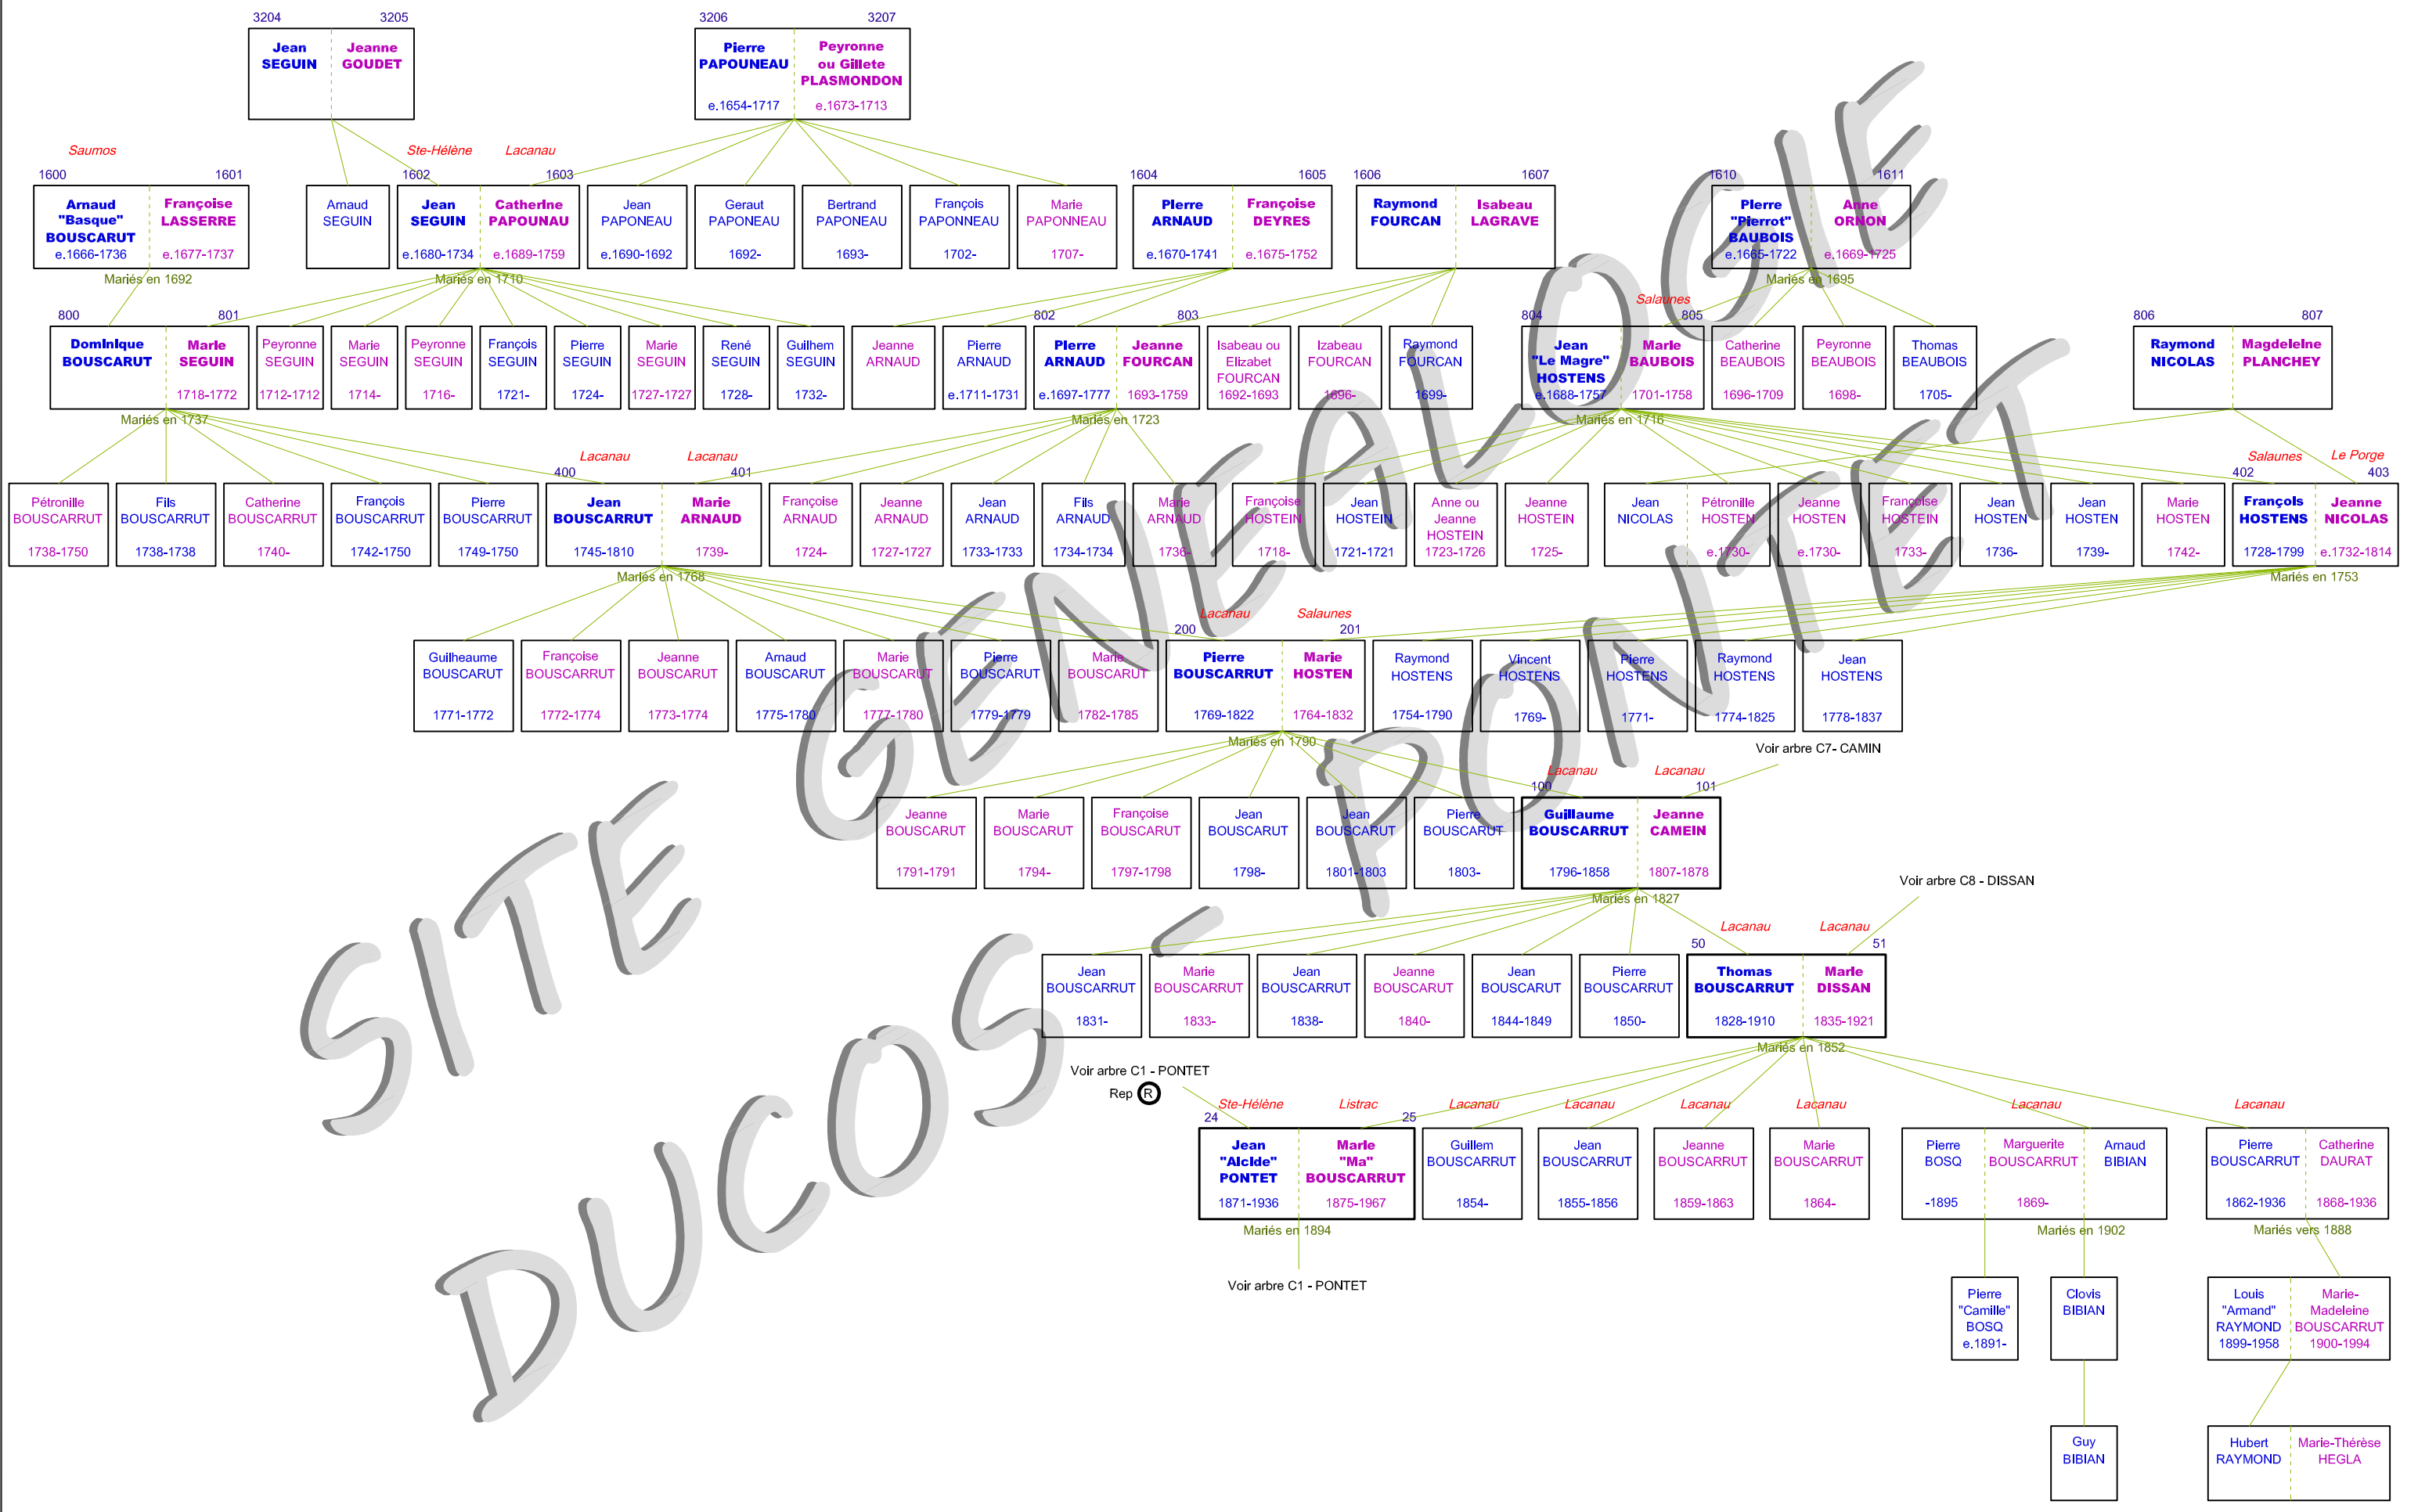 3204 3205
Jean
SEGUIN
Jeanne
GOUDET
3206 3207
Pierre
PAPOUNEAU
e.1654-1717
Peyronne
ou Gillete
PLASMONDON
e.1673-1713
Saumos
1600 1601
Arnaud
"Basque"
BOUSCARUT
e.1666-1736
Françoise
LASSERRE
e.1677-1737
Mariés en 1692
Arnaud
SEGUIN
Ste-Hélène Lacanau
1602 1603
Jean
SEGUIN
e.1680-1734
Catherine
PAPOUNAU
e.1689-1759
Mariés en 1710
Jean
PAPONEAU
e.1690-1692
Geraut
PAPONEAU
1692-
Bertrand
PAPONEAU
1693-
François
PAPONNEAU
1702-
Marie
PAPONNEAU
1707-
1604 1605
Pierre
ARNAUD
e.1670-1741
Françoise
DEYRES
e.1675-1752
1606 1607
Raymond
FOURCAN
Isabeau
LAGRAVE
1610 1611
Pierre
"Pierrot"
BAUBOIS
e.1665-1722
Anne
ORNON
e.1669-1725
Mariés en 1695
800 801
Dominique
BOUSCARUT
Marie
SEGUIN
1718-1772
Mariés en 1737
Peyronne
SEGUIN
1712-1712
Marie
SEGUIN
1714-
Peyronne
SEGUIN
1716-
François
SEGUIN
1721-
Pierre
SEGUIN
1724-
Marie
SEGUIN
1727-1727
René
SEGUIN
1728-
Guilhem
SEGUIN
1732-
Jeanne
ARNAUD
Pierre
ARNAUD
e.1711-1731
802 803
Pierre
ARNAUD
e.1697-1777
Jeanne
FOURCAN
1693-1759
Mariés en 1723
Isabeau ou
Elizabet
FOURCAN
1692-1693
Izabeau
FOURCAN
1696-
Raymond
FOURCAN
1699-
Salaunes
804 805
Jean
"Le Magre"
HOSTENS
e.1688-1757
Marie
BAUBOIS
1701-1758
Mariés en 1716
Catherine
BEAUBOIS
1696-1709
Peyronne
BEAUBOIS
1698-
Thomas
BEAUBOIS
1705-
806 807
Raymond
NICOLAS
Magdeleine
PLANCHEY
Pétronille
BOUSCARRUT
1738-1750
Fils
BOUSCARRUT
1738-1738
Catherine
BOUSCARRUT
1740-
François
BOUSCARRUT
1742-1750
Pierre
BOUSCARRUT
1749-1750
Lacanau Lacanau
400 401
Jean
BOUSCARRUT
1745-1810
Marie
ARNAUD
1739-
Mariés en 1768
Françoise
ARNAUD
1724-
Jeanne
ARNAUD
1727-1727
Jean
ARNAUD
1733-1733
Fils
ARNAUD
1734-1734
Marie
ARNAUD
1736-
Françoise
HOSTEIN
1718-
Jean
HOSTEIN
1721-1721
Anne ou
Jeanne
HOSTEIN
1723-1726
Jeanne
HOSTEIN
1725-
Jean
NICOLAS
Pétronille
HOSTEN
e.1730-
Jeanne
HOSTEN
e.1730-
Françoise
HOSTEIN
1733-
Jean
HOSTEN
1736-
Jean
HOSTEN
1739-
Marie
HOSTEN
1742-
Salaunes Le Porge
402 403
François
HOSTENS
1728-1799
Jeanne
NICOLAS
e.1732-1814
Mariés en 1753
Guilheaume
BOUSCARUT
1771-1772
Françoise
BOUSCARRUT
1772-1774
Jeanne
BOUSCARUT
1773-1774
Arnaud
BOUSCARUT
1775-1780
Marie
BOUSCARUT
1777-1780
Pierre
BOUSCARUT
1779-1779
Marie
BOUSCARUT
1782-1785
Lacanau Salaunes
200 201
Pierre
BOUSCARRUT
1769-1822
Marie
HOSTEN
1764-1832
Mariés en 1790
Raymond
HOSTENS
1754-1790
Vincent
HOSTENS
1769-
Pierre
HOSTENS
1771-
Raymond
HOSTENS
1774-1825
Jean
HOSTENS
1778-1837
Voir arbre C7- CAMIN
Jeanne
BOUSCARUT
1791-1791
Marie
BOUSCARUT
1794-
Françoise
BOUSCARUT
1797-1798
Jean
BOUSCARUT
1798-
Jean
BOUSCARUT
1801-1803
Pierre
BOUSCARUT
1803-
Lacanau Lacanau
100 101
Guillaume
BOUSCARRUT
1796-1858
Jeanne
CAMEIN
1807-1878
Mariés en 1827
Voir arbre C8 - DISSAN
Jean
BOUSCARRUT
1831-
Marie
BOUSCARRUT
1833-
Jean
BOUSCARRUT
1838-
Jeanne
BOUSCARUT
1840-
Jean
BOUSCARUT
1844-1849
Pierre
BOUSCARRUT
1850-
Lacanau Lacanau
50 51
Thomas
BOUSCARRUT
1828-1910
Marie
DISSAN
1835-1921
Mariés en 1852
Voir arbre C1 - PONTET
Rep R
Ste-Hélène Listrac
24 25
Jean
"Alcide"
PONTET
1871-1936
Marie
"Ma"
BOUSCARRUT
1875-1967
Mariés en 1894
Voir arbre C1 - PONTET
Lacanau
Guillem
BOUSCARRUT
1854-
Lacanau
Jean
BOUSCARRUT
1855-1856
Lacanau
Jeanne
BOUSCARRUT
1859-1863
Lacanau
Marie
BOUSCARRUT
1864-
Lacanau
Pierre
BOSQ
-1895
Marguerite
BOUSCARRUT
1869-
Arnaud
BIBIAN
Mariés en 1902
Lacanau
Pierre
BOUSCARRUT
1862-1936
Catherine
DAURAT
1868-1936
Mariés vers 1888
Pierre
"Camille"
BOSQ
e.1891-
Clovis
BIBIAN
Louis
"Armand"
RAYMOND
1899-1958
Marie-
Madeleine
BOUSCARRUT
1900-1994
Guy
BIBIAN
Hubert
RAYMOND
Marie-Thérèse
HEGLA
SITE GENEALOGIE
DUCOS - PONTET